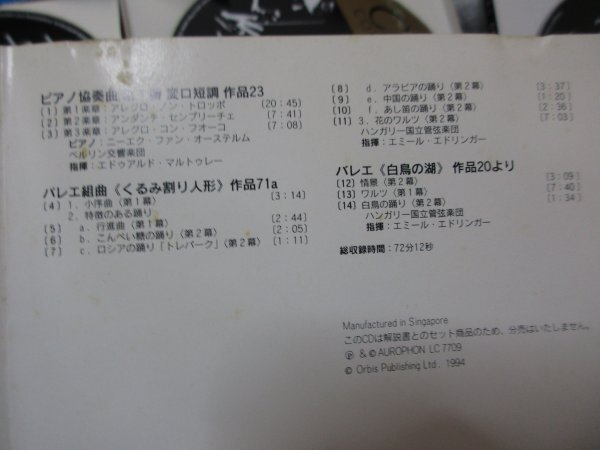 ピアノ協奏曲 第1番 変ロ短調 作品23
[1] 第1楽章：アレグロ・ノン・トロッポ (20:45)
[2] 第2楽章：アンダンテ・センプリーチェ (7:41)
[3] 第3楽章：アレグロ・コン・フオーコ (7:08)
ピアノ：ニーエク・ファン・オーステルム
ベルリン交響楽団
指揮：エドゥアルド・マルトゥレー
バレエ組曲《くるみ割り人形》作品71a
[4] 1. 小序曲〈第1幕〉 (3:14)
2. 特徴のある踊り
[5] a. 行進曲〈第1幕〉 (2:44)
[6] b. こんぺい糖の踊り〈第2幕〉 (2:05)
[7] c. ロシアの踊り「トレパーク」〈第2幕〉 (1:11)
[8] d. アラビアの踊り〈第2幕〉 (3:37)
[9] e. 中国の踊り〈第2幕〉 (1:20)
[10] f. あし笛の踊り〈第2幕〉 (2:36)
[11] 3. 花のワルツ〈第2幕〉 (7:03)
ハンガリー国立管弦楽団
指揮：エミール・エドリンガー
バレエ《白鳥の湖》作品20より
[12] 情景〈第2幕〉 (3:09)
[13] ワルツ〈第1幕〉 (7:40)
[14] 白鳥の踊り〈第2幕〉 (1:34)
ハンガリー国立管弦楽団
指揮：エミール・エドリンガー
総収録時間：72分12秒
Manufactured in Singapore
このCDは解説書とのセット商品のため、分売はいたしません。
Ⓟ & © AUROPHON LC 7709
© Orbis Publishing Ltd. 1994